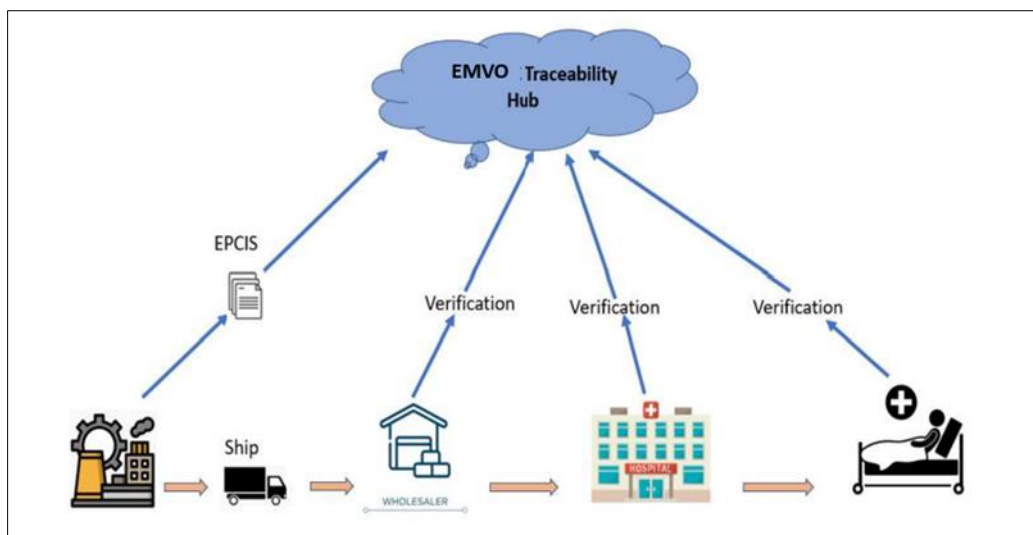 EMVO : Traceability
Hub
EPCIS
Verification
Verification
Verification
Ship
HOSPITAL
WHOLESALER